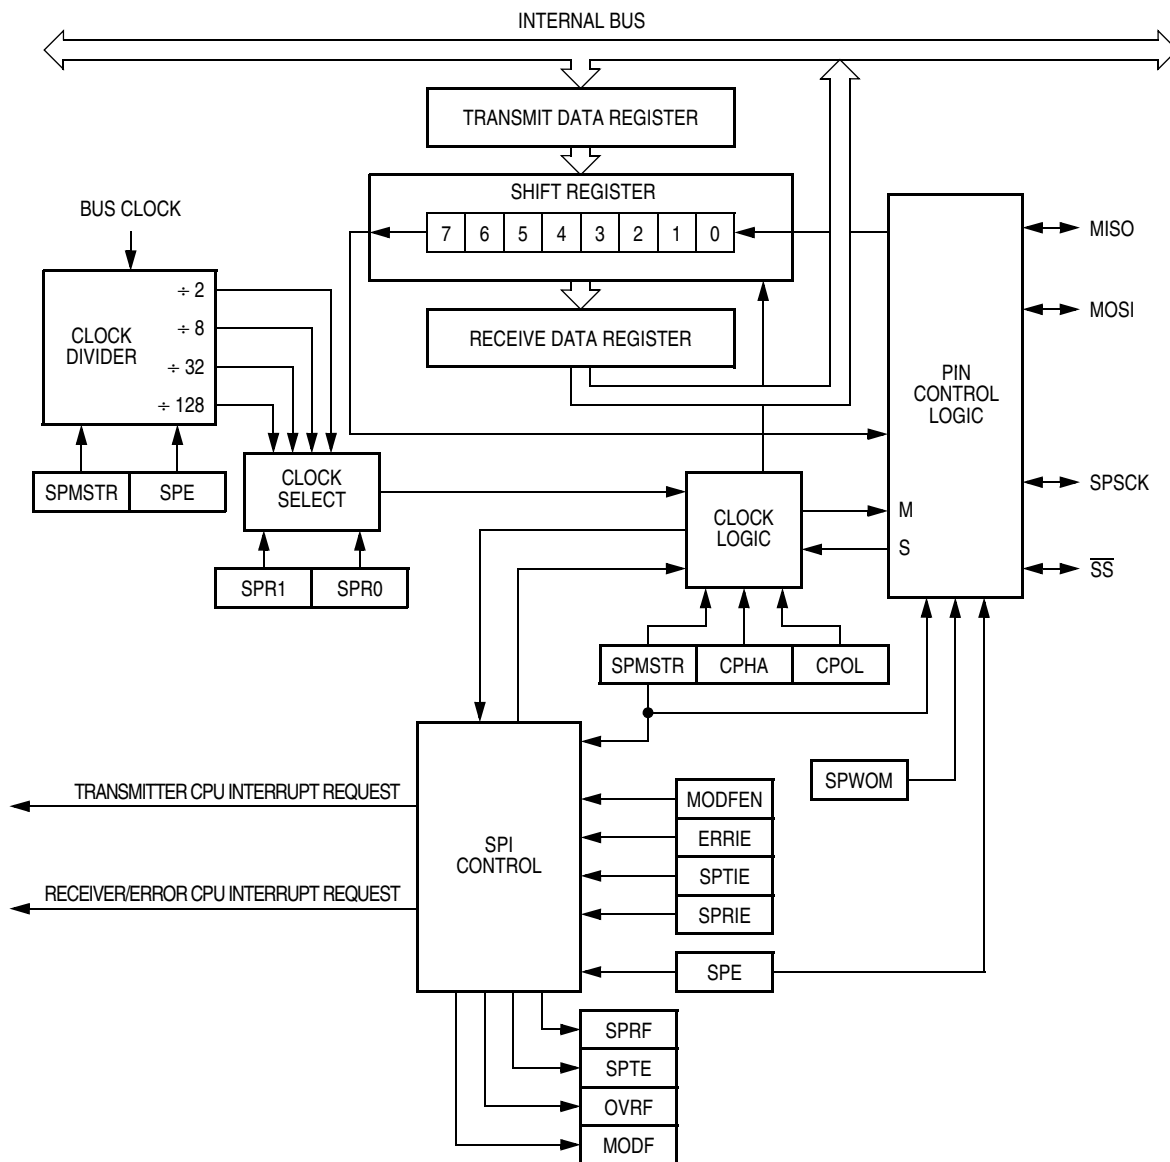 INTERNAL BUS
TRANSMIT DATA REGISTER
SHIFT REGISTER
7 6 5 4 3 2 1 0
BUS CLOCK
CLOCK
DIVIDER
÷ 2
÷ 8
÷ 32
÷ 128
RECEIVE DATA REGISTER
PIN
CONTROL
LOGIC
MISO
MOSI
SPSCK
SS
M
S
SPMSTR SPE
CLOCK
SELECT
SPR1 SPR0
CLOCK
LOGIC
SPMSTR CPHA CPOL
SPWOM
TRANSMITTER CPU INTERRUPT REQUEST
RECEIVER/ERROR CPU INTERRUPT REQUEST
SPI
CONTROL
MODFEN
ERRIE
SPTIE
SPRIE
SPE
SPRF
SPTE
OVRF
MODF